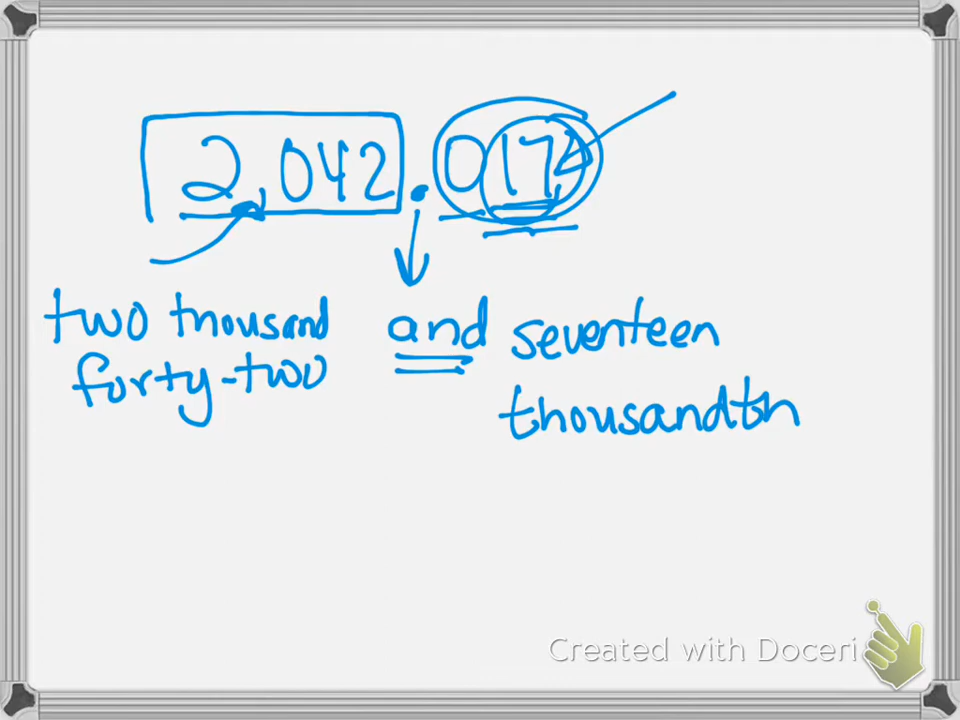 2,042.017
two thousand and seventeen
forty-two thousandth
Created with Doceri